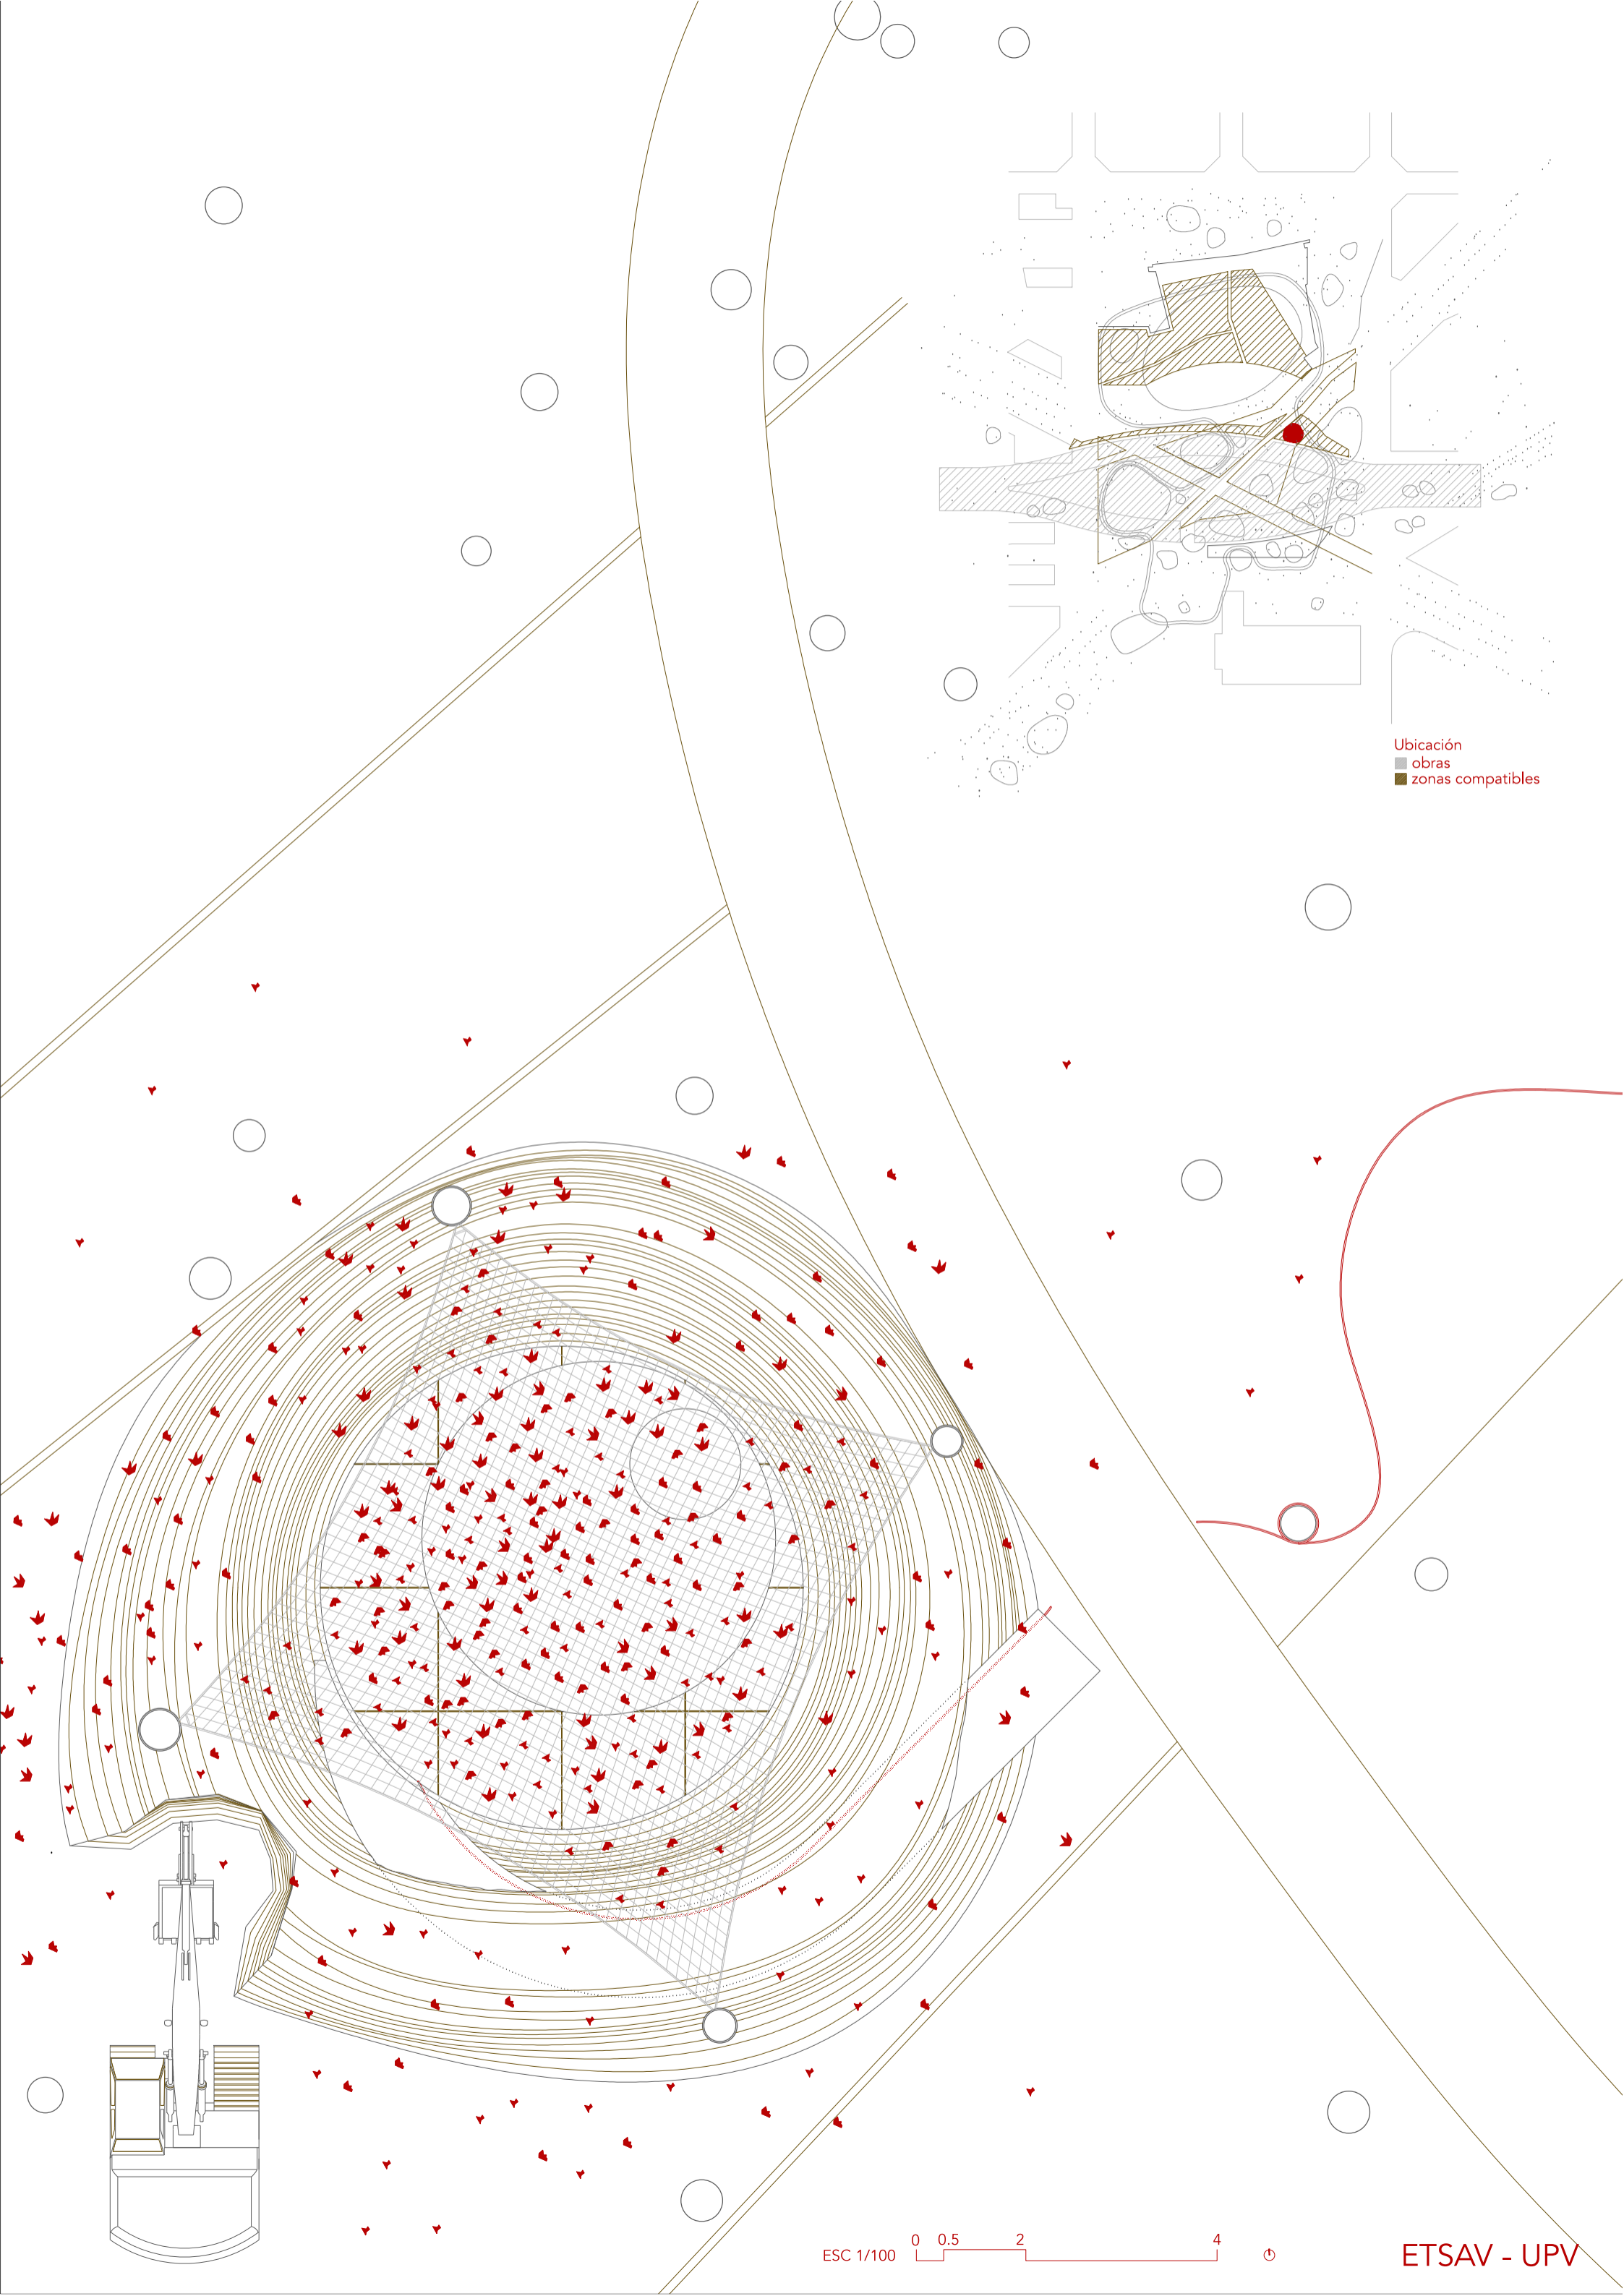 Ubicación
obras
zonas compatibles
ESC 1/100
0 0.5 2 4
ETSAV - UPV